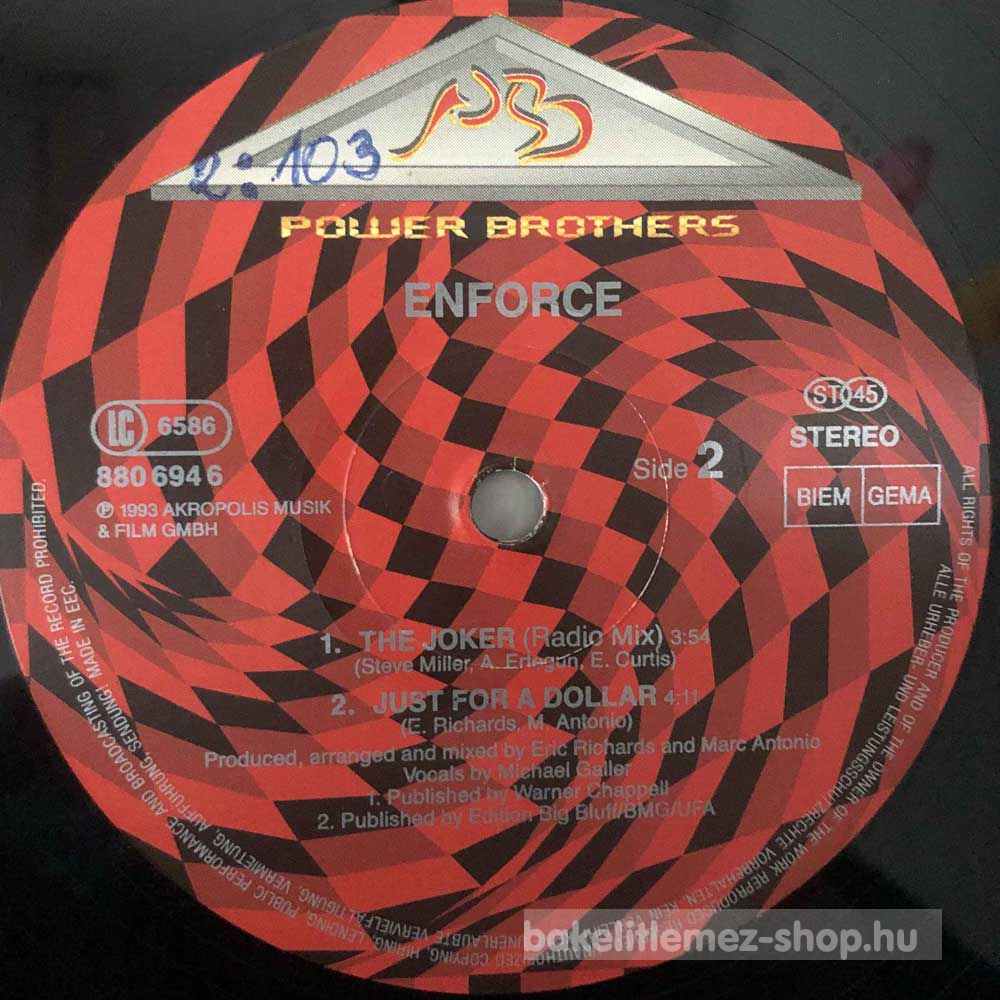 2: 103
POWER BROTHERS
ENFORCE
LC 6586
880 694 6
℗ 1993 AKROPOLIS MUSIK
& FILM GMBH
ST 45
STEREO
BIEM GEMA
Side 2
1. THE JOKER (Radio Mix) 3:54
(Steve Miller, A. Ertegun, E. Curtis)
2. JUST FOR A DOLLAR 4:11
(E. Richards, M. Antonio)
Produced, arranged and mixed by Eric Richards and Marc Antonio
Vocals by Michael Galler
1. Published by Warner Chappell
2. Published by Edition Big Bluff/BMG/UFA
ALL RIGHTS OF THE PRODUCER AND OF THE OWNER OF THE WORK REPRODUCED
COPYING, HIRING, LENDING, PUBLIC PERFORMANCE AND BROADCASTING OF THE RECORD PROHIBITED.
ALLE URHEBER- UND LEISTUNGSSCHUTZRECHTE VORBEHALTEN. KEIN
UNERLAUBTE VERVIELFÄLTIGUNG, VERMIETUNG, AUFFÜHRUNG, SENDUNG! MADE IN EEC.
bakelitlemez-shop.hu